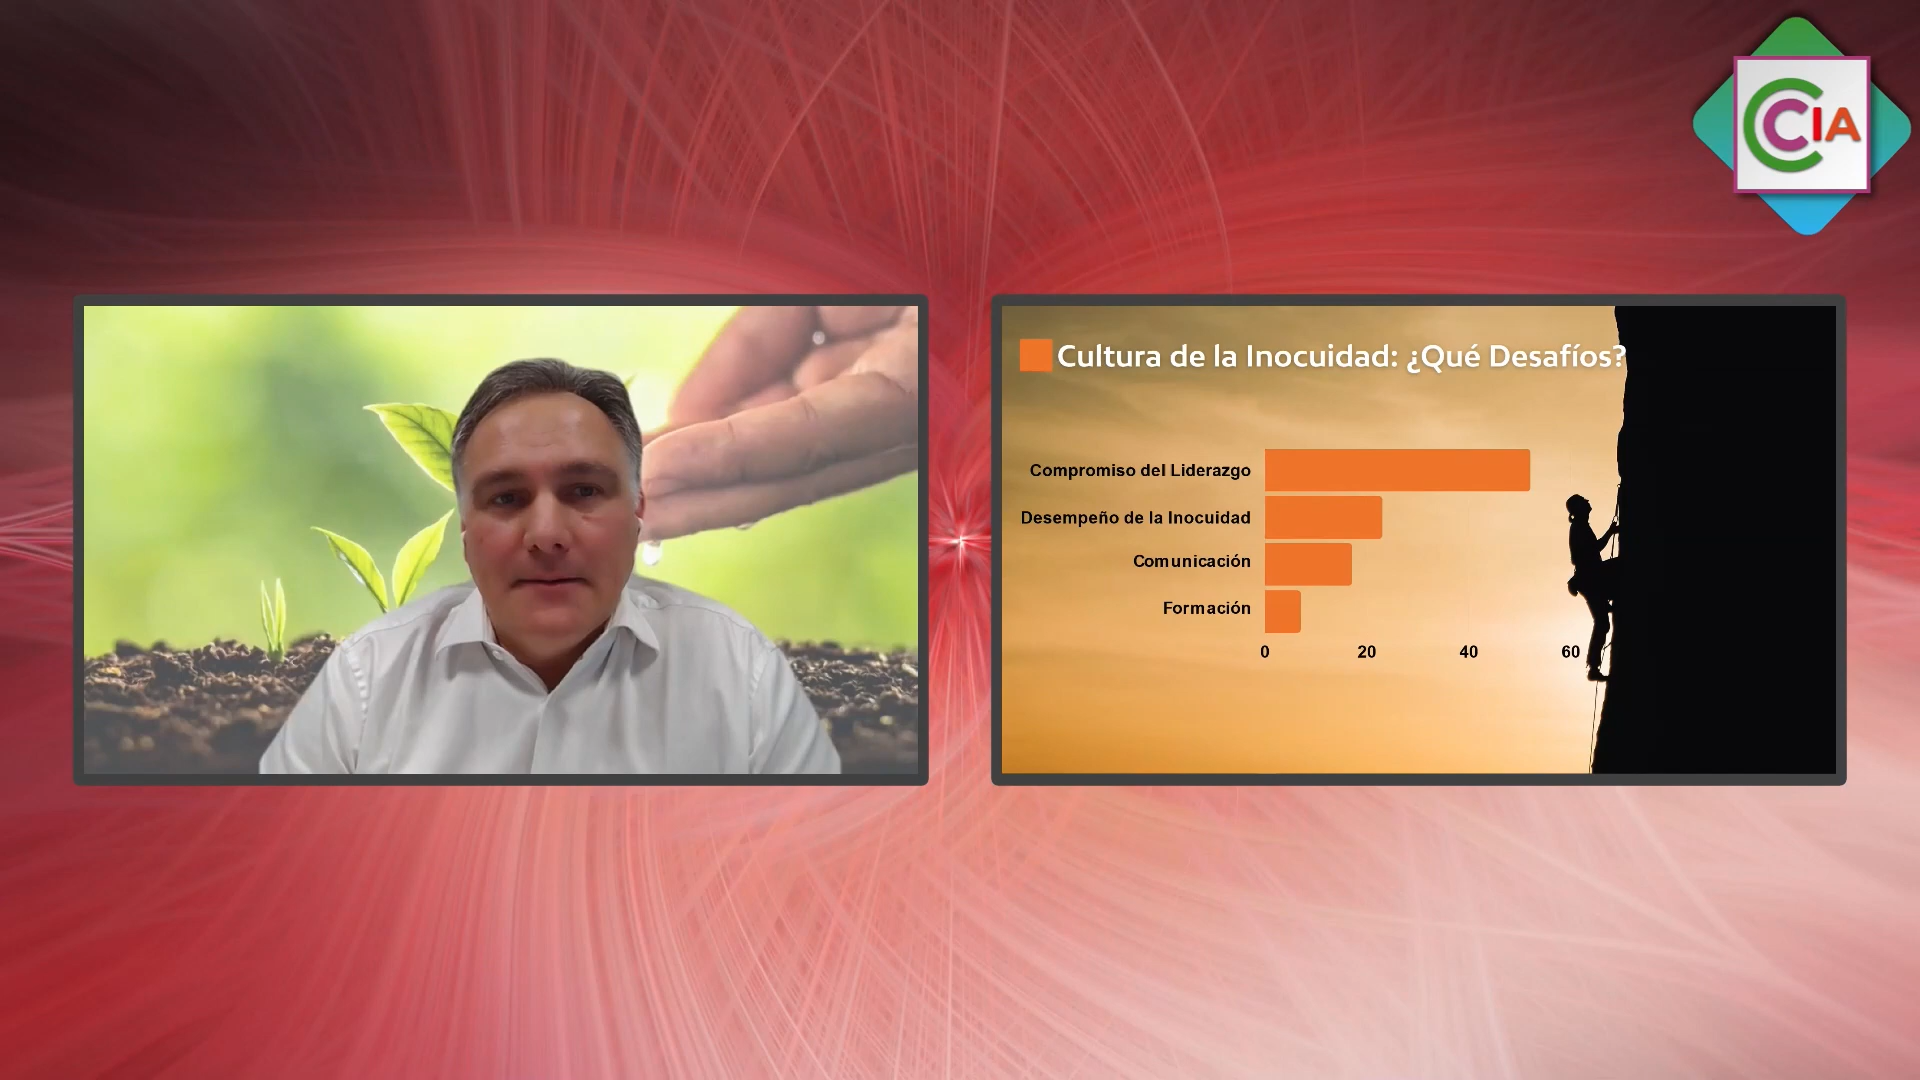 CCIA
Cultura de la Inocuidad: ¿Qué Desafíos?
Compromiso del Liderazgo
Desempeño de la Inocuidad
Comunicación
Formación
0 20 40 60